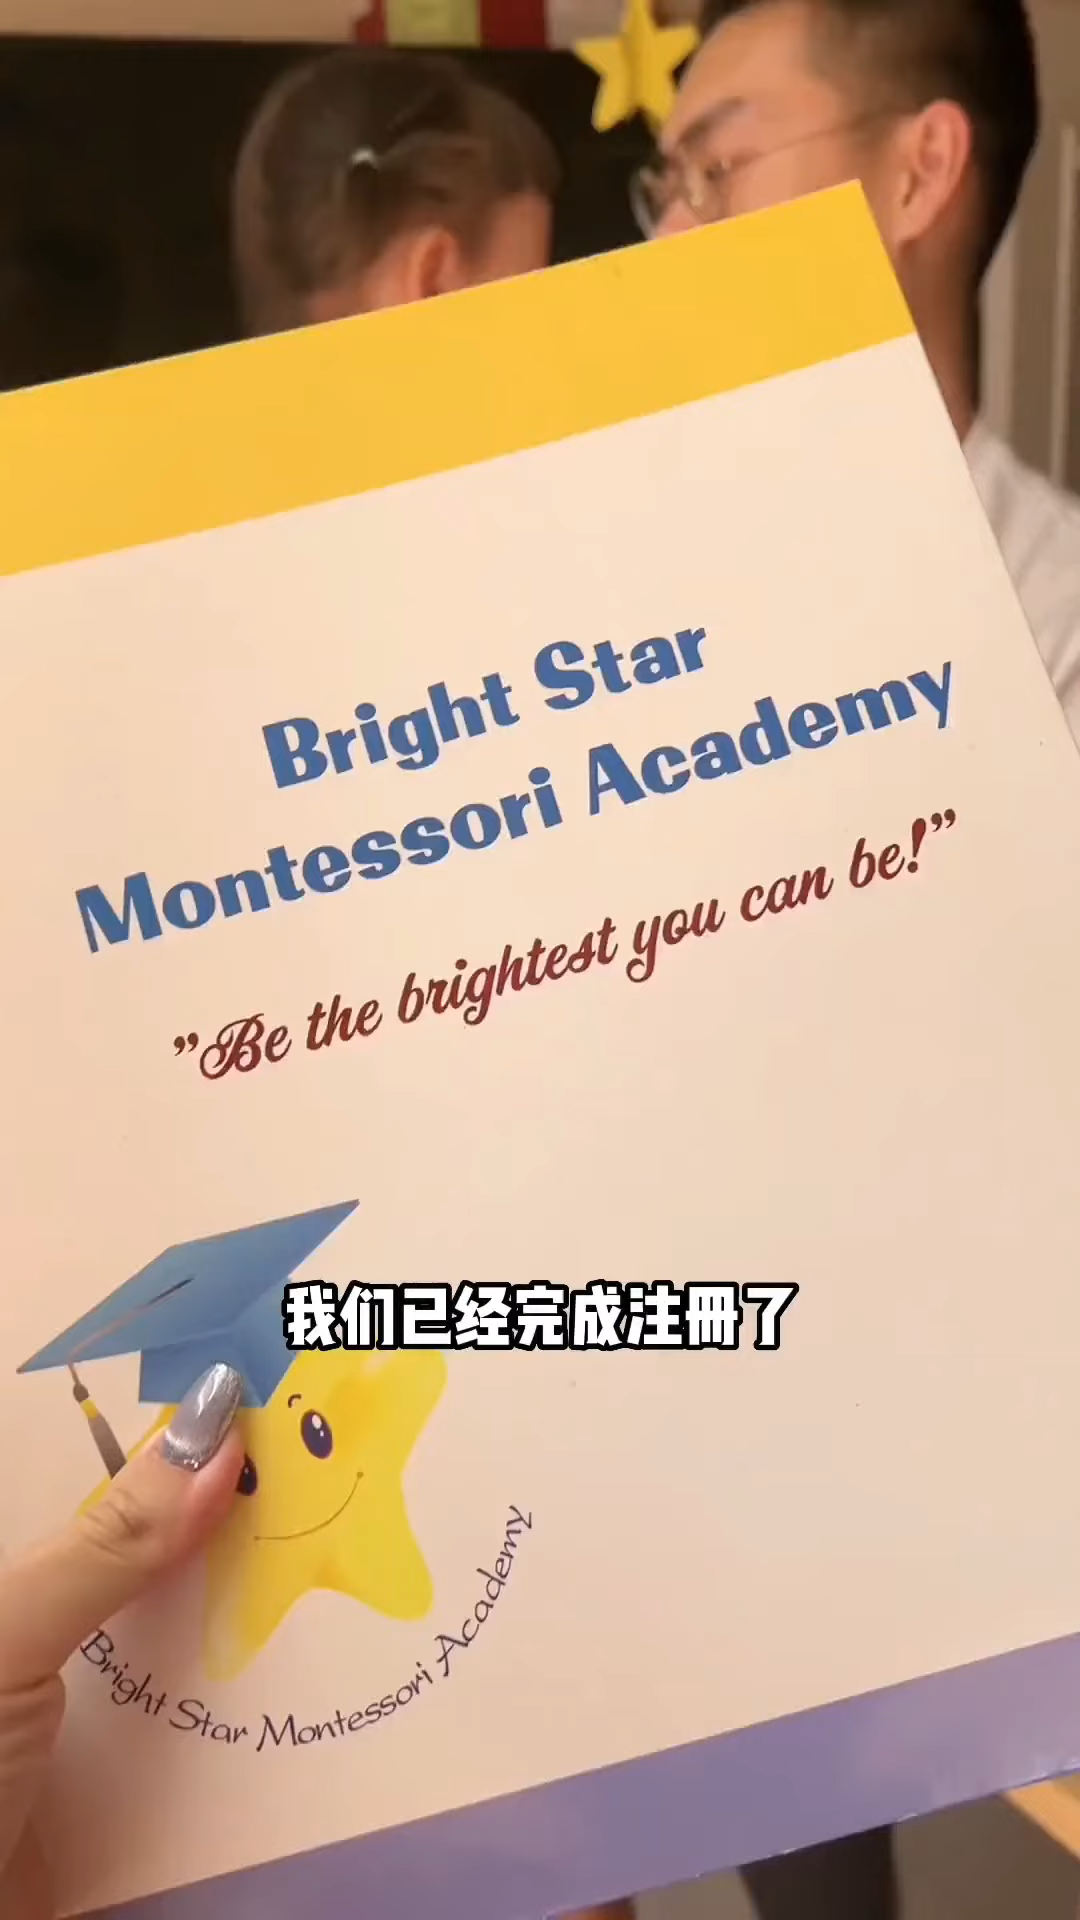 Bright Star
Montessori Academy
”Be the brightest you can be!”
我们已经完成注冊了
Bright Star Montessori Academy